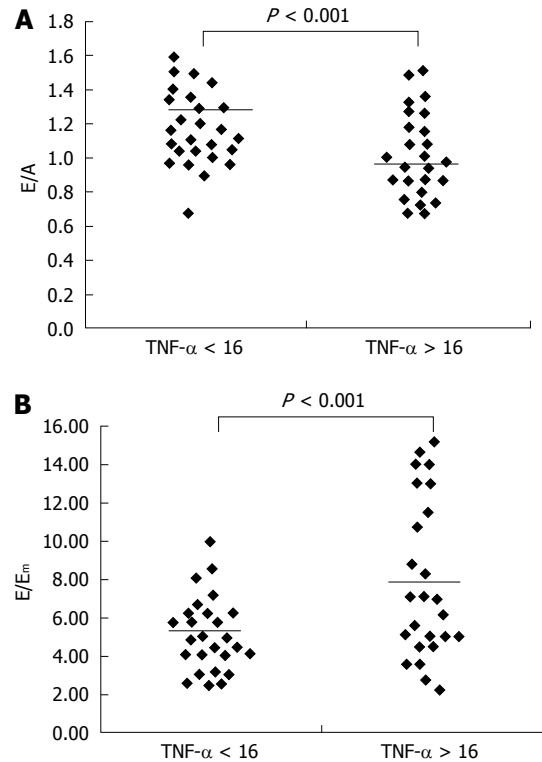 A
P < 0.001
1.8
1.6
1.4
1.2
1.0
0.8
0.6
0.4
0.2
0.0
E/A
TNF-α < 16
TNF-α > 16
B
P < 0.001
16.00
14.00
12.00
10.00
8.00
6.00
4.00
2.00
0.00
E/Em
TNF-α < 16
TNF-α > 16